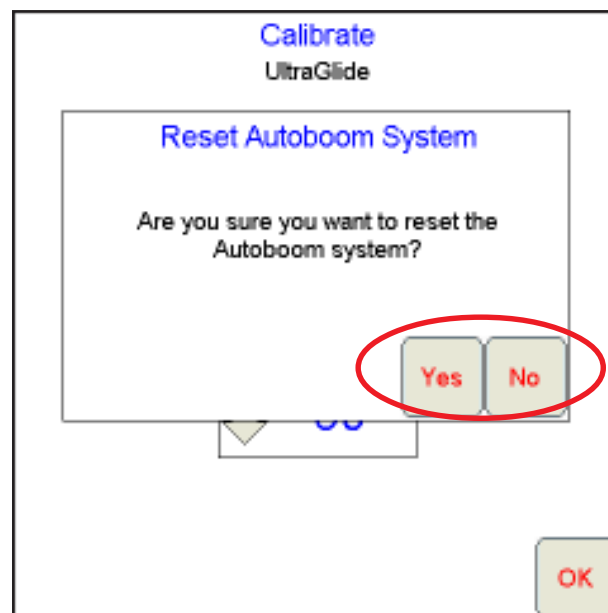 Calibrate
UltraGlide
Reset Autoboom System
Are you sure you want to reset the
Autoboom system?
Yes No
OK